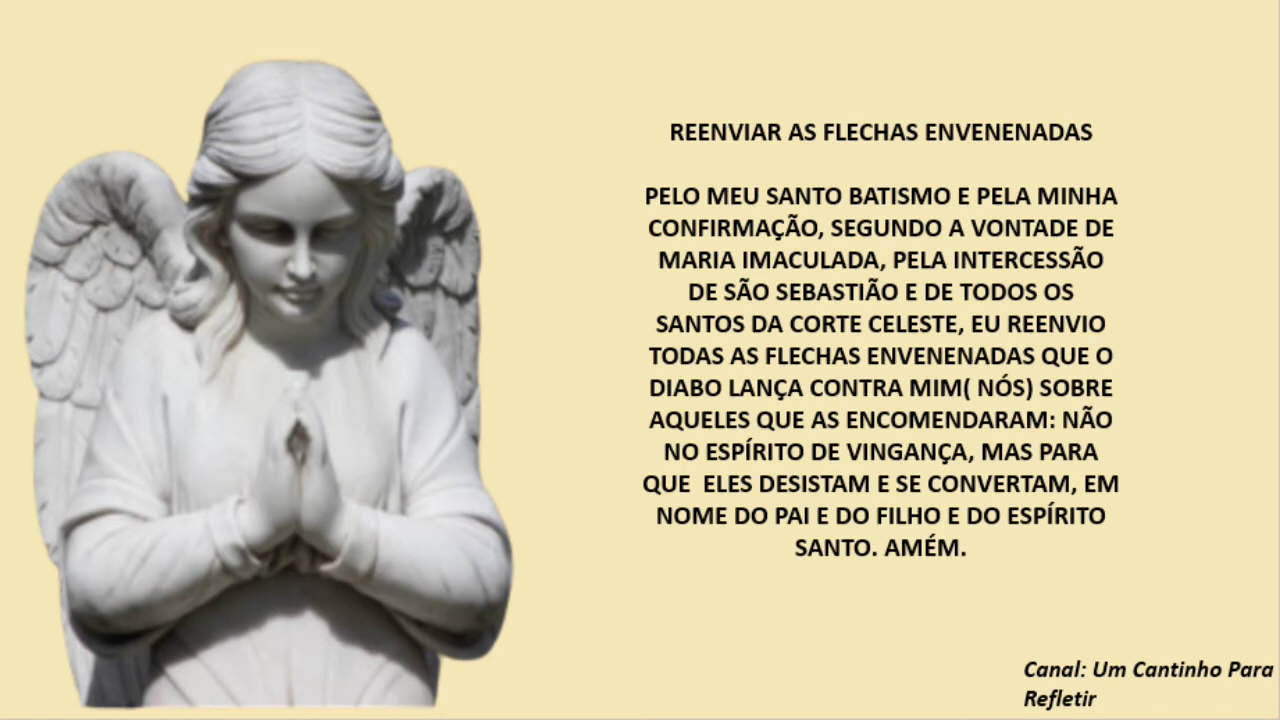 REENVIAR AS FLECHAS ENVENENADAS
PELO MEU SANTO BATISMO E PELA MINHA
CONFIRMAÇÃO, SEGUNDO A VONTADE DE
MARIA IMACULADA, PELA INTERCESSÃO
DE SÃO SEBASTIÃO E DE TODOS OS
SANTOS DA CORTE CELESTE, EU REENVIO
TODAS AS FLECHAS ENVENENADAS QUE O
DIABO LANÇA CONTRA MIM( NÓS) SOBRE
AQUELES QUE AS ENCOMENDARAM: NÃO
NO ESPÍRITO DE VINGANÇA, MAS PARA
QUE  ELES DESISTAM E SE CONVERTAM, EM
NOME DO PAI E DO FILHO E DO ESPÍRITO
SANTO. AMÉM.
Canal: Um Cantinho Para
Refletir